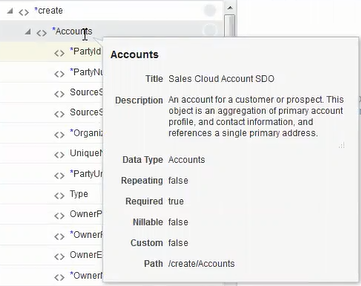 *create
*Accounts
*PartyId
*PartyNu
SourceS
SourceS
*Organiz
UniqueN
*PartyUr
Type
OwnerP
*OwnerF
OwnerE
*OwnerN
Accounts
Title Sales Cloud Account SDO
Description An account for a customer or prospect. This
object is an aggregation of primary account
profile, and contact information, and
references a single primary address.
Data Type Accounts
Repeating false
Required true
Nillable false
Custom false
Path /create/Accounts